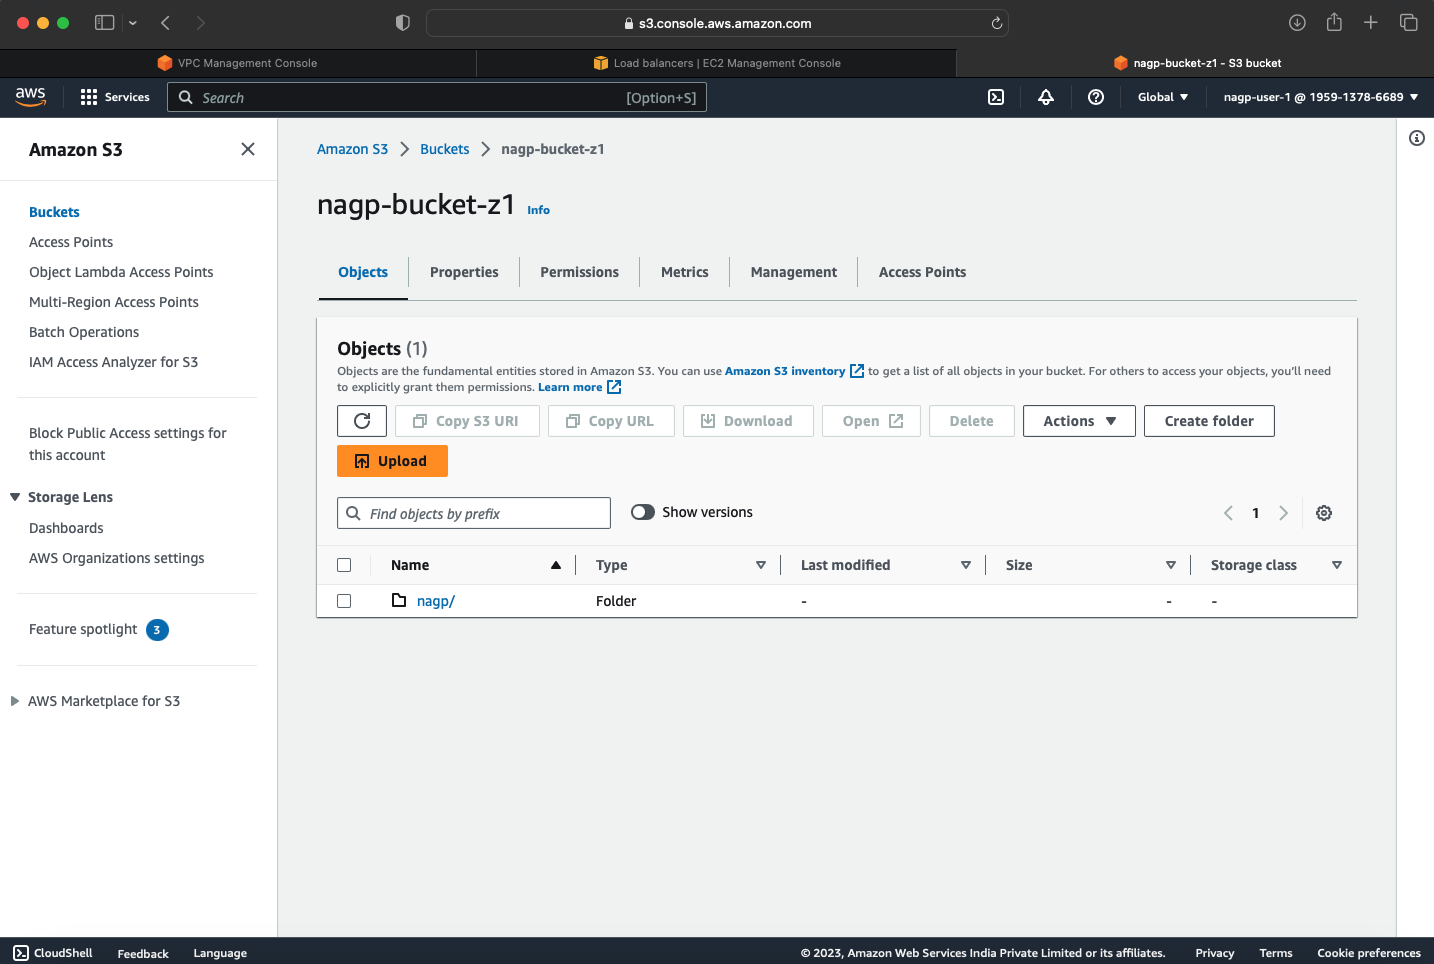 s3.console.aws.amazon.com
VPC Management Console
Load balancers | EC2 Management Console
nagp-bucket-z1 - S3 bucket
aws
Services
Search
[Option+S]
Global
nagp-user-1 @ 1959-1378-6689
Amazon S3
Buckets
Access Points
Object Lambda Access Points
Multi-Region Access Points
Batch Operations
IAM Access Analyzer for S3
Block Public Access settings for
this account
Storage Lens
Dashboards
AWS Organizations settings
Feature spotlight 3
AWS Marketplace for S3
Amazon S3 > Buckets > nagp-bucket-z1
nagp-bucket-z1 Info
Objects
Properties
Permissions
Metrics
Management
Access Points
Objects (1)
Objects are the fundamental entities stored in Amazon S3. You can use Amazon S3 inventory to get a list of all objects in your bucket. For others to access your objects, you'll need
to explicitly grant them permissions. Learn more
Copy S3 URI
Copy URL
Download
Open
Delete
Actions
Create folder
Upload
Find objects by prefix
Show versions
1
Name
Type
Last modified
Size
Storage class
nagp/
Folder
-
-
-
CloudShell
Feedback
Language
© 2023, Amazon Web Services India Private Limited or its affiliates.
Privacy
Terms
Cookie preferences